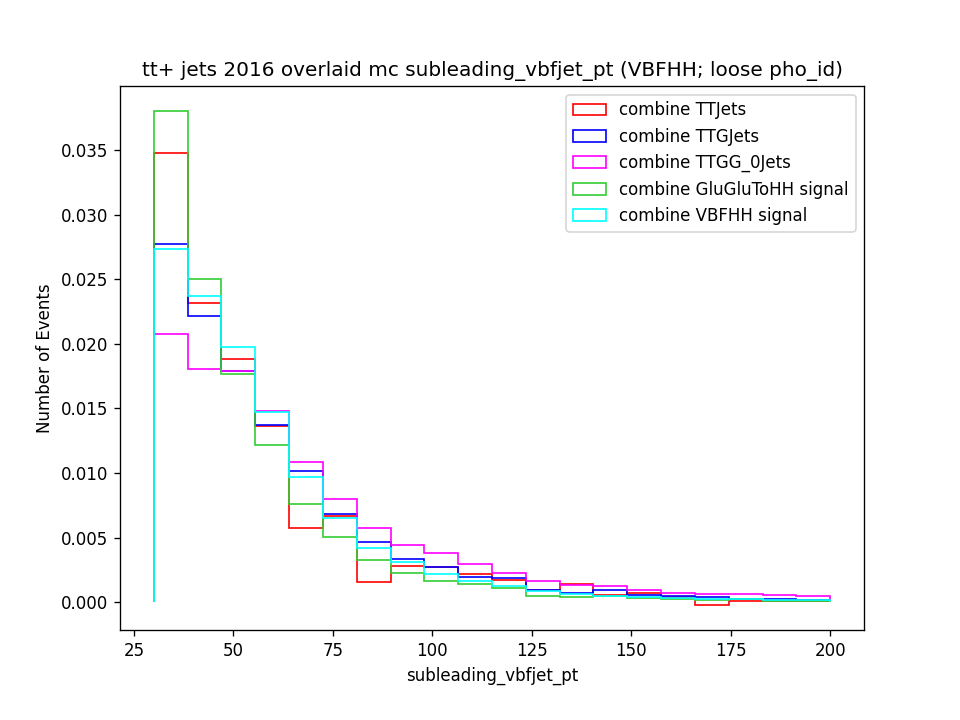 tt+ jets 2016 overlaid mc subleading_vbfjet_pt (VBFHH; loose pho_id)
combine TTJets
combine TTGJets
combine TTGG_0Jets
combine GluGluToHH signal
combine VBFHH signal
Number of Events
0.035
0.030
0.025
0.020
0.015
0.010
0.005
0.000
25 50 75 100 125 150 175 200
subleading_vbfjet_pt